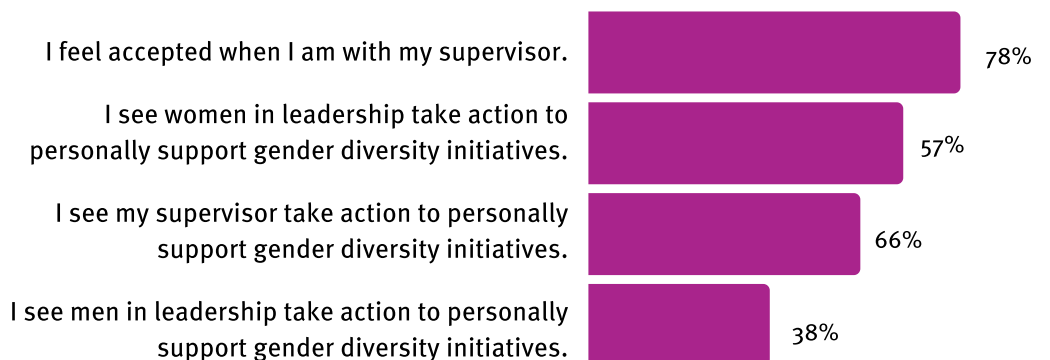 I feel accepted when I am with my supervisor.
78%
I see women in leadership take action to
personally support gender diversity initiatives.
57%
I see my supervisor take action to personally
support gender diversity initiatives.
66%
I see men in leadership take action to personally
support gender diversity initiatives.
38%